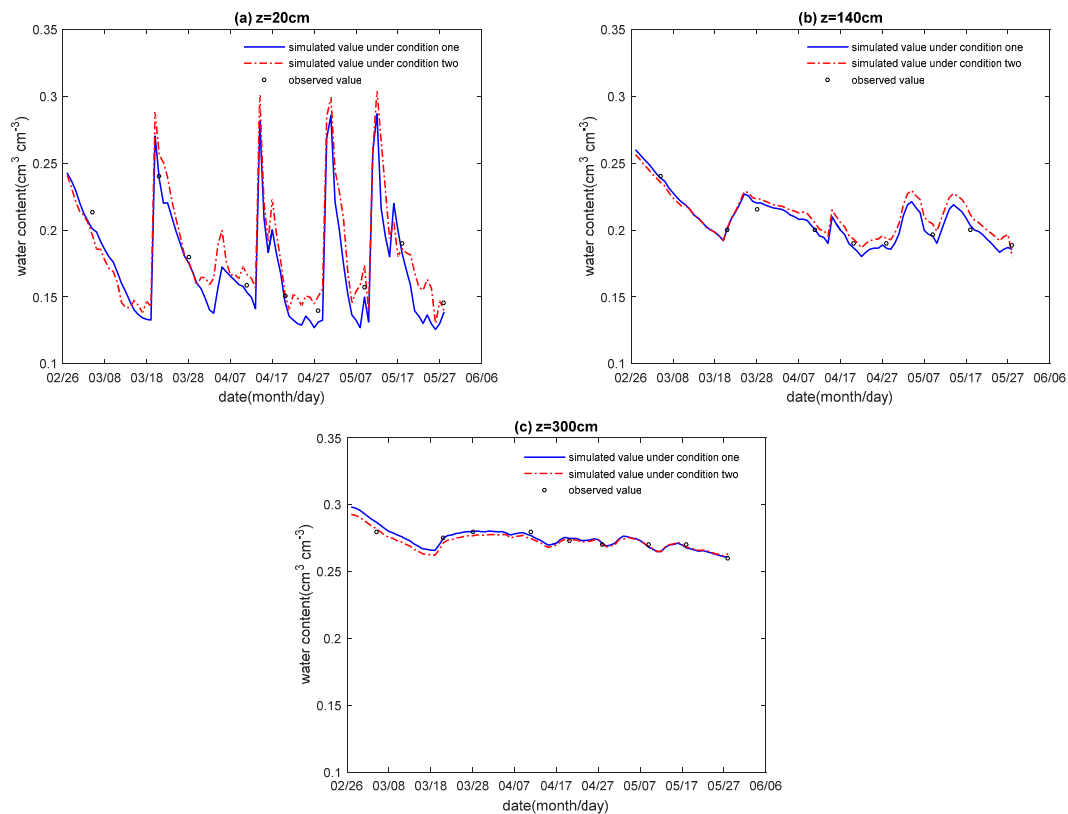 (a) z=20cm
0.35
0.3
0.25
0.2
0.15
0.1
water content(cm³ cm⁻³)
simulated value under condition one
simulated value under condition two
observed value
02/26 03/08 03/18 03/28 04/07 04/17 04/27 05/07 05/17 05/27 06/06
date(month/day)
(b) z=140cm
0.35
0.3
0.25
0.2
0.15
0.1
water content(cm³ cm⁻³)
simulated value under condition one
simulated value under condition two
observed value
02/26 03/08 03/18 03/28 04/07 04/17 04/27 05/07 05/17 05/27 06/06
date(month/day)
(c) z=300cm
0.35
0.3
0.25
0.2
0.15
0.1
water content(cm³ cm⁻³)
simulated value under condition one
simulated value under condition two
observed value
02/26 03/08 03/18 03/28 04/07 04/17 04/27 05/07 05/17 05/27 06/06
date(month/day)